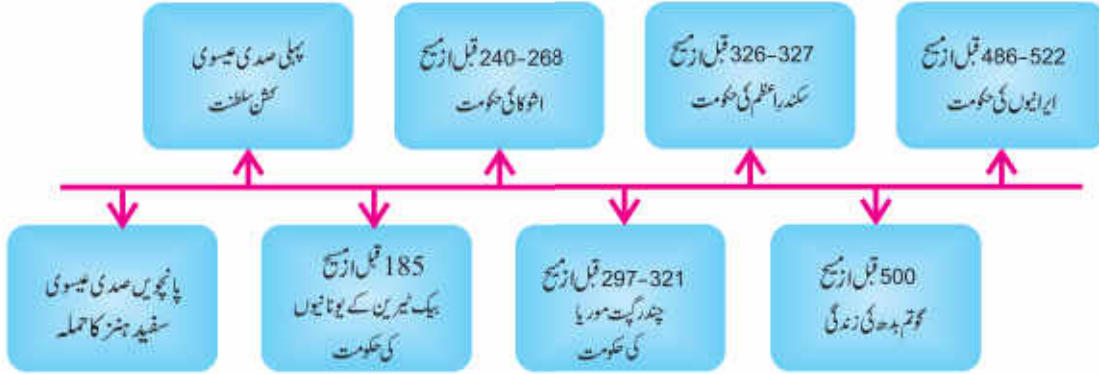 522-486 قبل از مسیح
ایرانیوں کی حکومت
500 قبل از مسیح
گوتم بدھ کی زندگی
327-326 قبل از مسیح
سکندر اعظم کی حکومت
321-297 قبل از مسیح
چندر گپت موریا
کی حکومت
268-240 قبل از مسیح
اشوکا کی حکومت
185 قبل از مسیح
بیک ٹیرین کے یونانیوں
کی حکومت
پہلی صدی عیسوی
کشن سلطنت
پانچویں صدی عیسوی
سفید ہنز کا حملہ